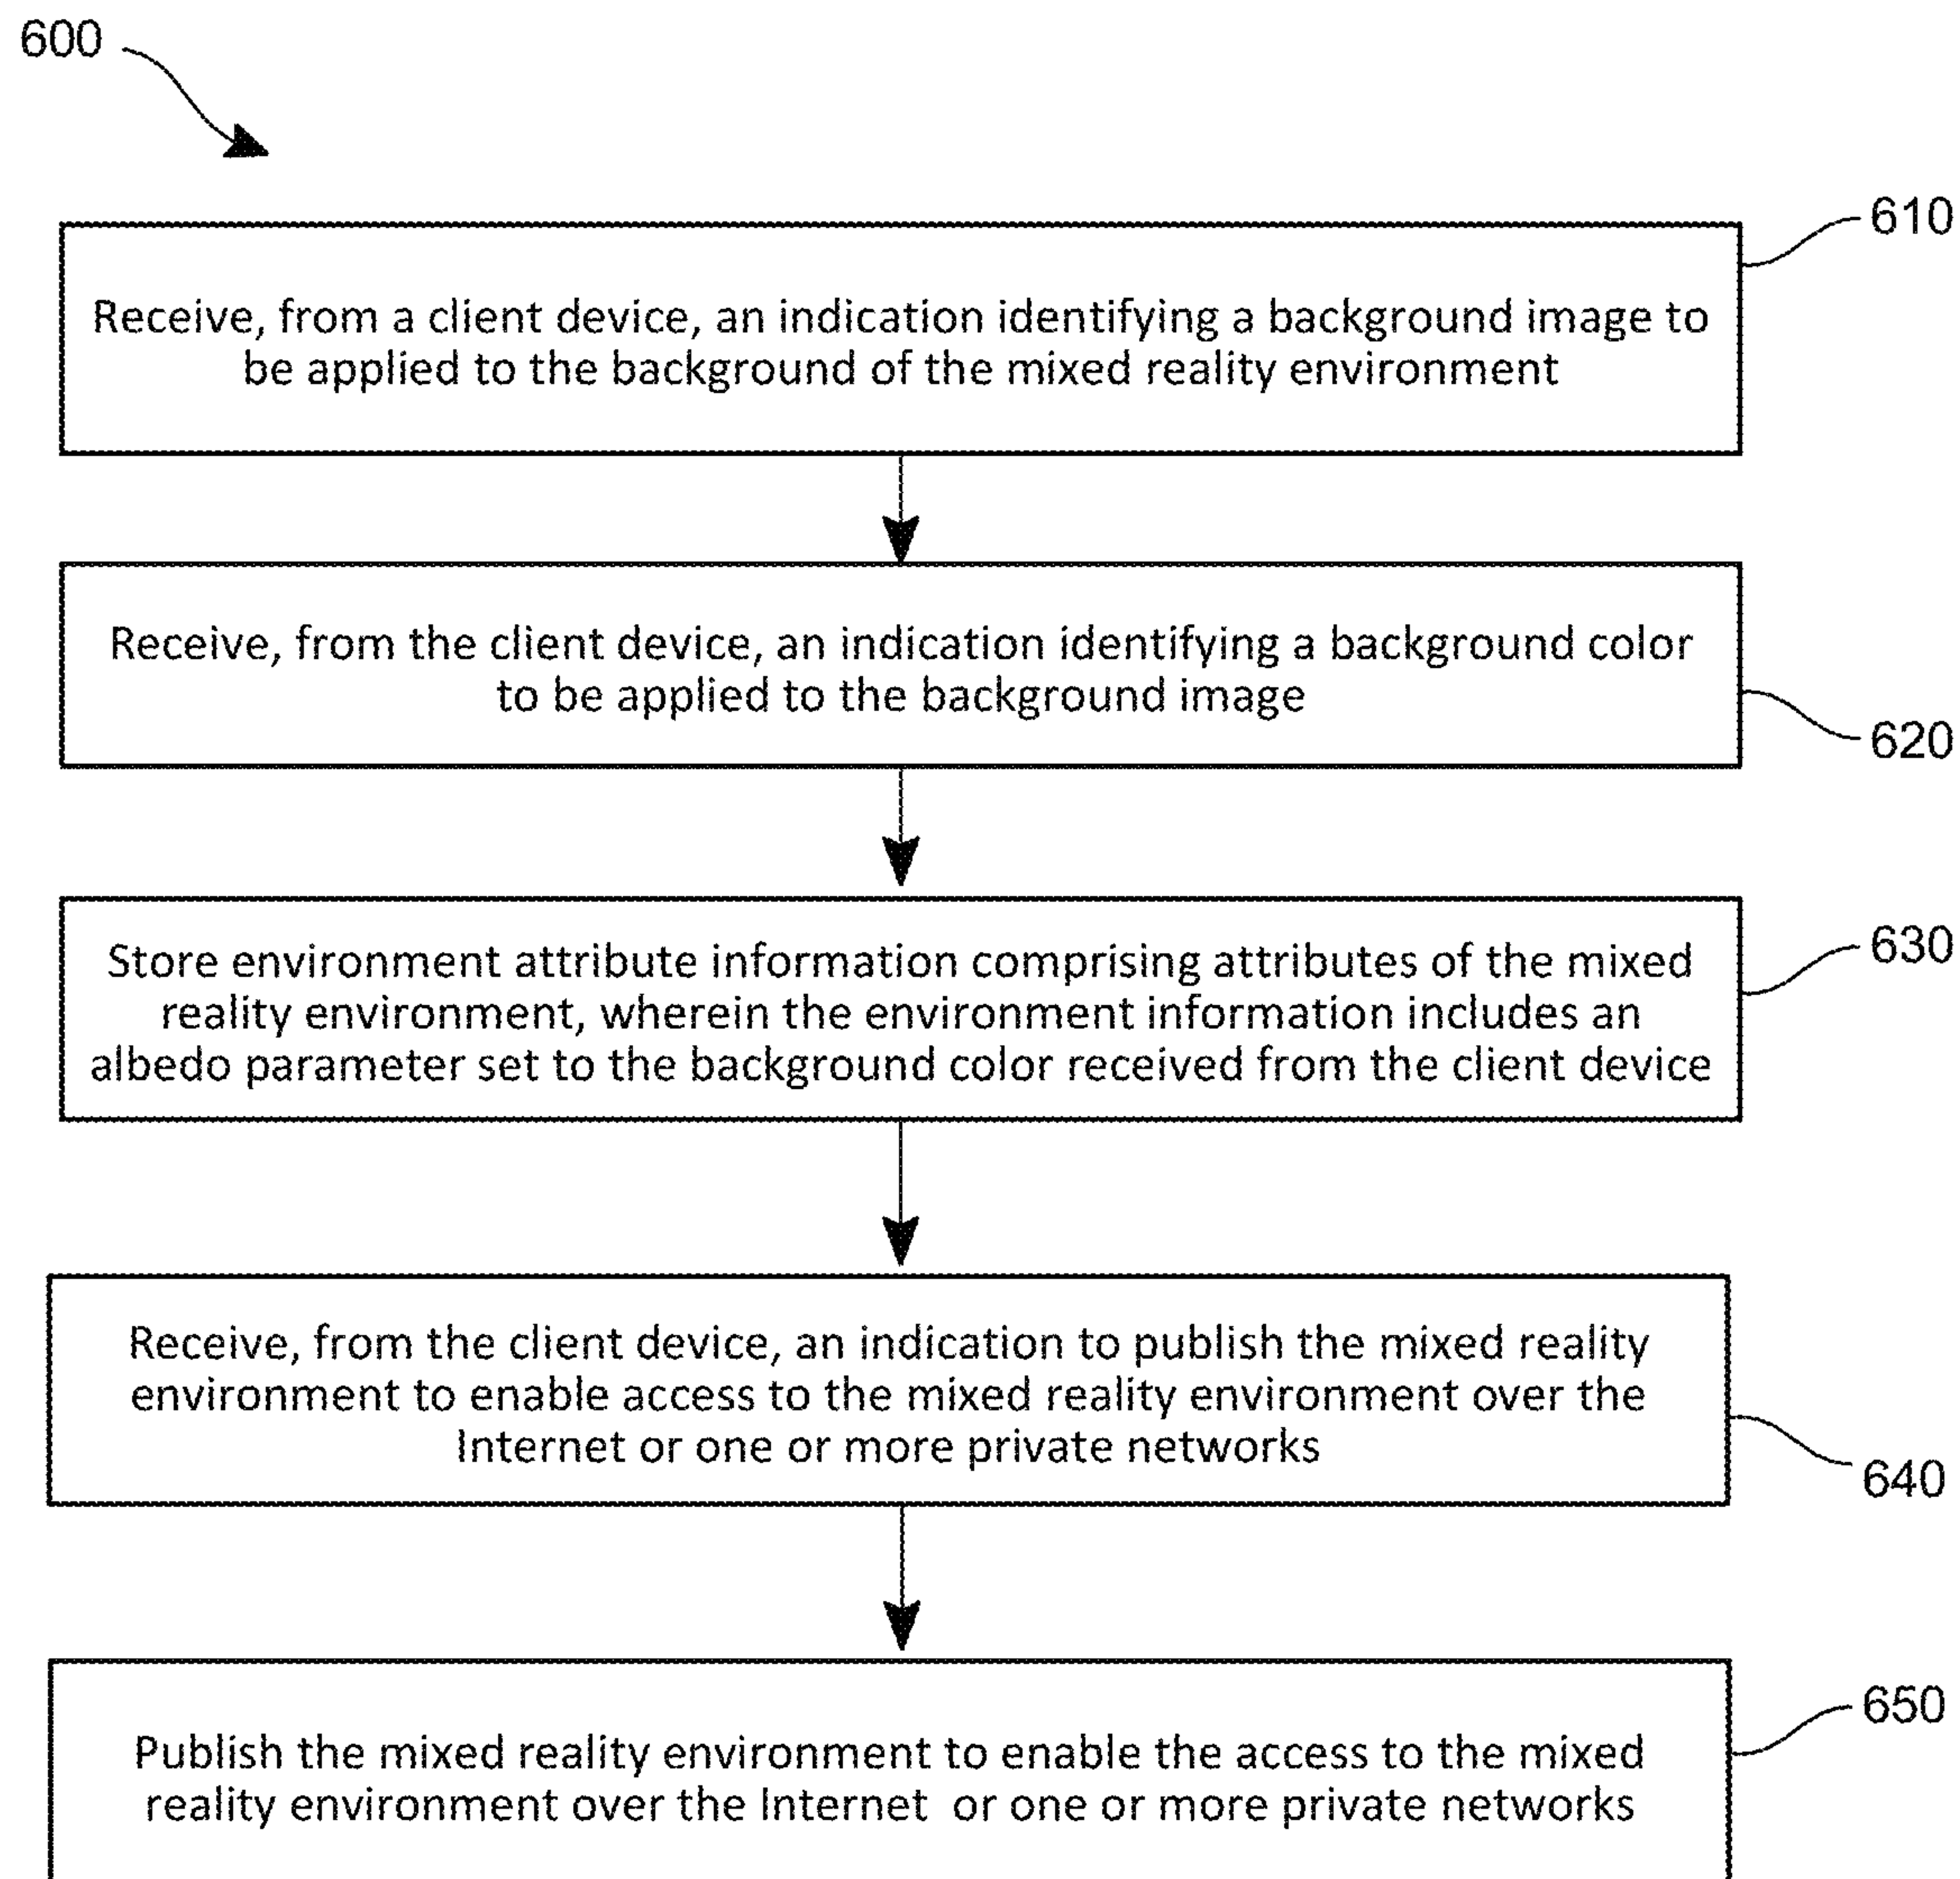 600
610
Receive, from a client device, an indication identifying a background image to
be applied to the background of the mixed reality environment
Receive, from the client device, an indication identifying a background color
to be applied to the background image
620
630
Store environment attribute information comprising attributes of the mixed
reality environment, wherein the environment information includes an
albedo parameter set to the background color received from the client device
Receive, from the client device, an indication to publish the mixed reality
environment to enable access to the mixed reality environment over the
Internet or one or more private networks
640
650
Publish the mixed reality environment to enable the access to the mixed
reality environment over the Internet or one or more private networks